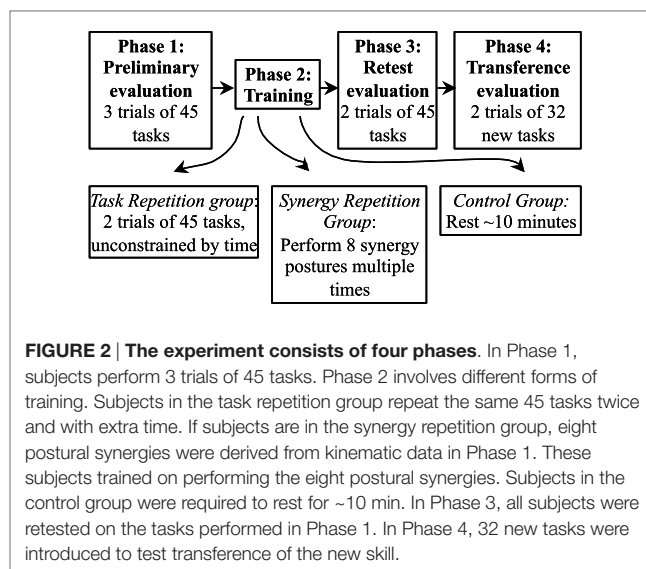 Phase 1:
Preliminary
evaluation
3 trials of 45
tasks
Phase 2:
Training
Phase 3:
Retest
evaluation
2 trials of 45
tasks
Phase 4:
Transference
evaluation
2 trials of 32
new tasks
Task Repetition group:
2 trials of 45 tasks,
unconstrained by time
Synergy Repetition
Group:
Perform 8 synergy
postures multiple
times
Control Group:
Rest ~10 minutes
FIGURE 2 | The experiment consists of four phases. In Phase 1,
subjects perform 3 trials of 45 tasks. Phase 2 involves different forms of
training. Subjects in the task repetition group repeat the same 45 tasks twice
and with extra time. If subjects are in the synergy repetition group, eight
postural synergies were derived from kinematic data in Phase 1. These
subjects trained on performing the eight postural synergies. Subjects in the
control group were required to rest for ~10 min. In Phase 3, all subjects were
retested on the tasks performed in Phase 1. In Phase 4, 32 new tasks were
introduced to test transference of the new skill.